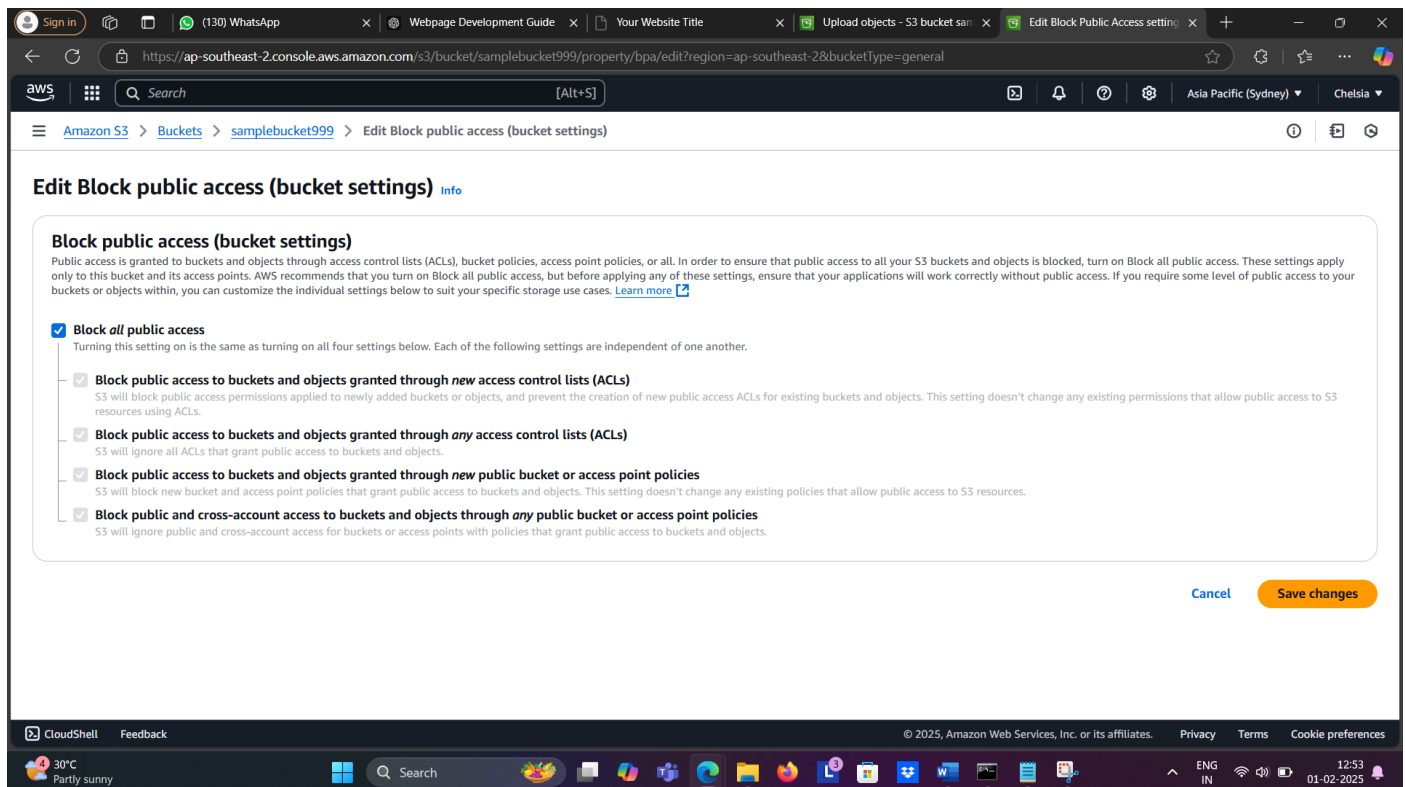 Sign in
(130) WhatsApp
Webpage Development Guide
Your Website Title
Upload objects - S3 bucket sam
Edit Block Public Access setting
https://ap-southeast-2.console.aws.amazon.com/s3/bucket/samplebucket999/property/bpa/edit?region=ap-southeast-2&bucketType=general
aws
Search
[Alt+S]
Asia Pacific (Sydney)
Chelsia
Amazon S3 > Buckets > samplebucket999 > Edit Block public access (bucket settings)
Edit Block public access (bucket settings) Info
Block public access (bucket settings)
Public access is granted to buckets and objects through access control lists (ACLs), bucket policies, access point policies, or all. In order to ensure that public access to all your S3 buckets and objects is blocked, turn on Block all public access. These settings apply
only to this bucket and its access points. AWS recommends that you turn on Block all public access, but before applying any of these settings, ensure that your applications will work correctly without public access. If you require some level of public access to your
buckets or objects within, you can customize the individual settings below to suit your specific storage use cases. Learn more
Block all public access
Turning this setting on is the same as turning on all four settings below. Each of the following settings are independent of one another.
Block public access to buckets and objects granted through new access control lists (ACLs)
S3 will block public access permissions applied to newly added buckets or objects, and prevent the creation of new public access ACLs for existing buckets and objects. This setting doesn't change any existing permissions that allow public access to S3
resources using ACLs.
Block public access to buckets and objects granted through any access control lists (ACLs)
S3 will ignore all ACLs that grant public access to buckets and objects.
Block public access to buckets and objects granted through new public bucket or access point policies
S3 will block new bucket and access point policies that grant public access to buckets and objects. This setting doesn't change any existing policies that allow public access to S3 resources.
Block public and cross-account access to buckets and objects through any public bucket or access point policies
S3 will ignore public and cross-account access for buckets or access points with policies that grant public access to buckets and objects.
Cancel
Save changes
CloudShell
Feedback
© 2025, Amazon Web Services, Inc. or its affiliates.
Privacy
Terms
Cookie preferences
4
30°C
Partly sunny
Search
L
3
W
ENG
IN
12:53
01-02-2025